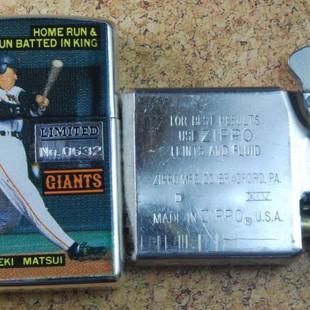 HOME RUN &
UN BATTED IN KING
LIMITED
No.0632
GIANTS
EKI MATSUI
FOR BEST RESULTS
USE ZIPPO
FLINTS AND FLUID
ZIPPO MFG. CO. BRADFORD, PA.
D XIV
MADE IN ZIPPO® U.S.A.